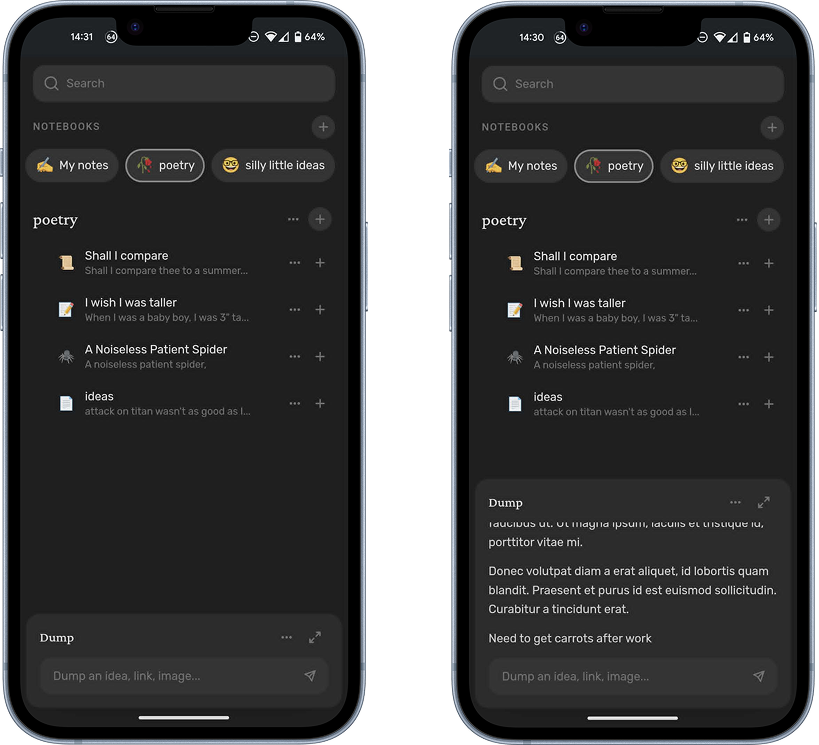 14:31
64
64%
Search
NOTEBOOKS
My notes
poetry
silly little ideas
poetry
Shall I compare
Shall I compare thee to a summer...
I wish I was taller
When I was a baby boy, I was 3" ta...
A Noiseless Patient Spider
A noiseless patient spider,
ideas
attack on titan wasn't as good as I...
Dump
Dump an idea, link, image...
14:30
64
64%
Search
NOTEBOOKS
My notes
poetry
silly little ideas
poetry
Shall I compare
Shall I compare thee to a summer...
I wish I was taller
When I was a baby boy, I was 3" ta...
A Noiseless Patient Spider
A noiseless patient spider,
ideas
attack on titan wasn't as good as I...
Dump
faucibus ut. Ut magna ipsum, iaculis et tristique id,
porttitor vitae mi.
Donec volutpat diam a erat aliquet, id lobortis quam
blandit. Praesent et purus id est euismod sollicitudin.
Curabitur a tincidunt erat.
Need to get carrots after work
Dump an idea, link, image...